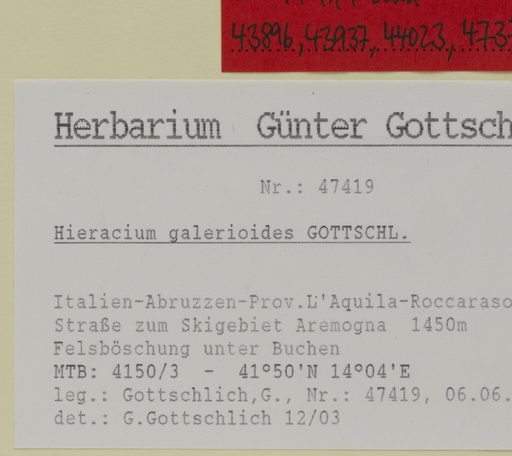 43896, 43937, 44023, 4737
Herbarium Günter Gottsch
Nr.: 47419
Hieracium galerioides GOTTSCHL.
Italien-Abruzzen-Prov.L'Aquila-Roccaraso
Straße zum Skigebiet Aremogna 1450m
Felsböschung unter Buchen
MTB: 4150/3 - 41°50'N 14°04'E
leg.: Gottschlich,G., Nr.: 47419, 06.06.
det.: G.Gottschlich 12/03